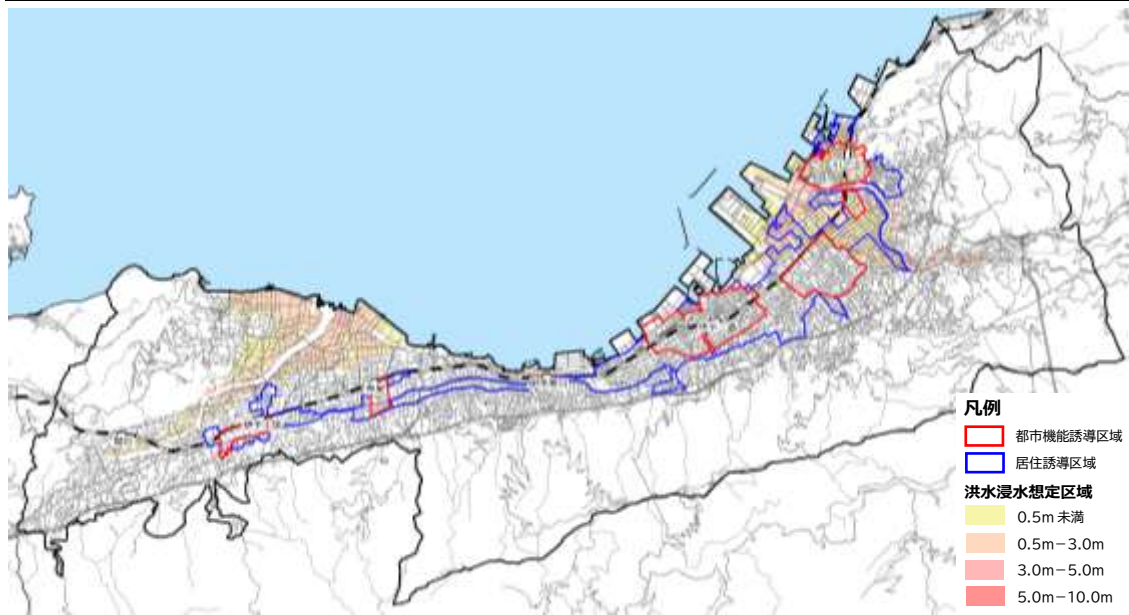 凡例
都市機能誘導区域
居住誘導区域
洪水浸水想定区域
0.5m 未満
0.5m－3.0m
3.0m－5.0m
5.0m－10.0m